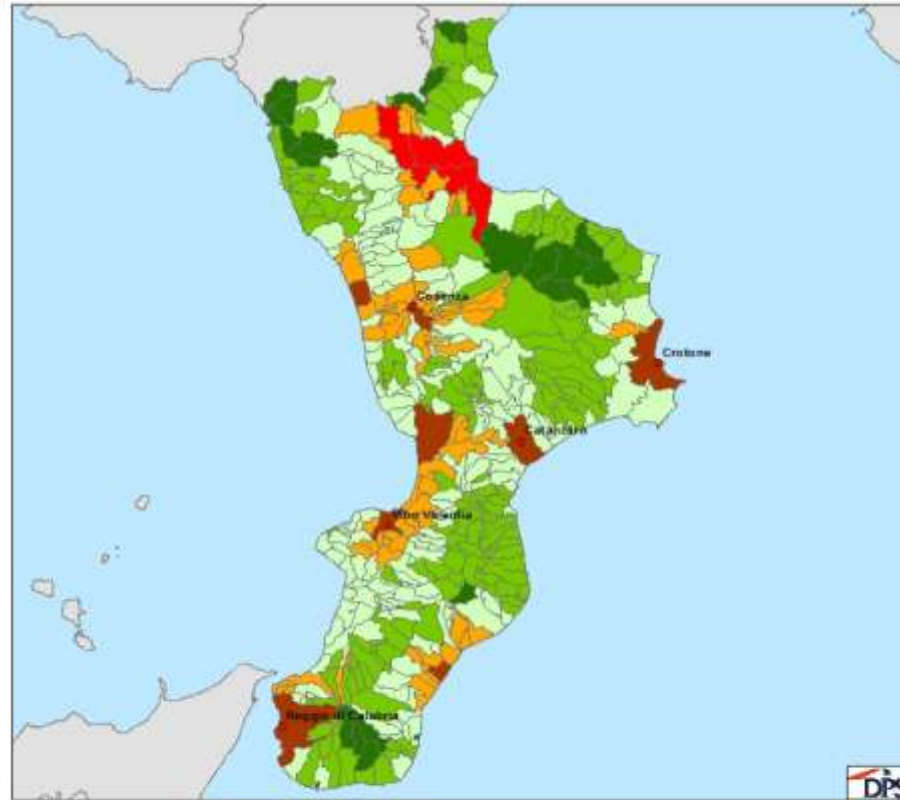 Cosenza
Crotone
Catanzaro
Vibo Valentia
Reggio di Calabria
DPS